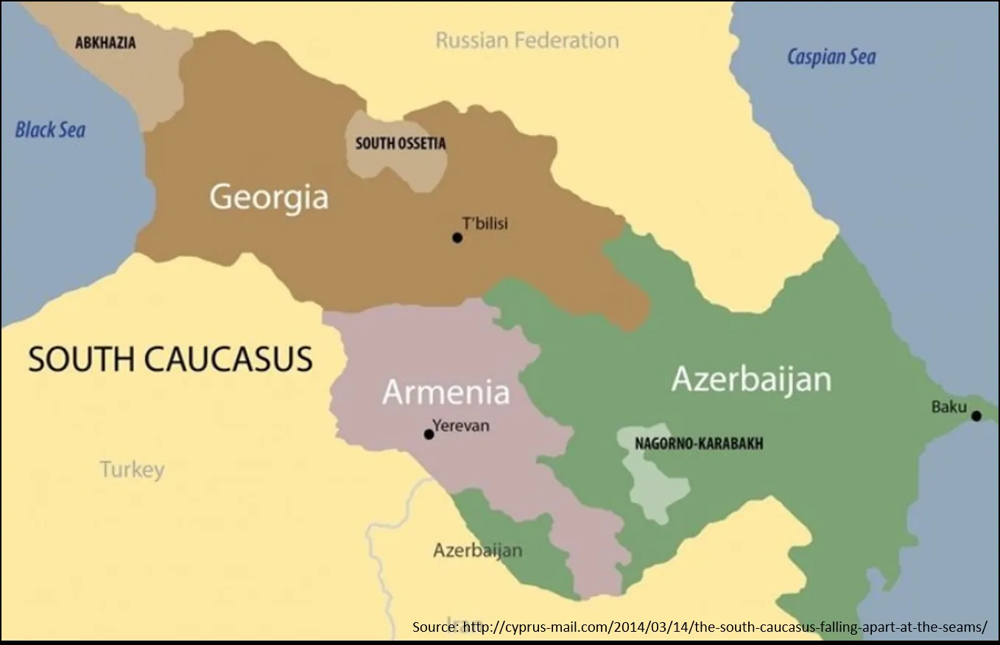 ABKHAZIA
Russian Federation
Caspian Sea
Black Sea
SOUTH OSSETIA
Georgia
T'bilisi
SOUTH CAUCASUS
Armenia
Azerbaijan
Baku
Yerevan
NAGORNO-KARABAKH
Turkey
Azerbaijan
Iran
Source: http://cyprus-mail.com/2014/03/14/the-south-caucasus-falling-apart-at-the-seams/